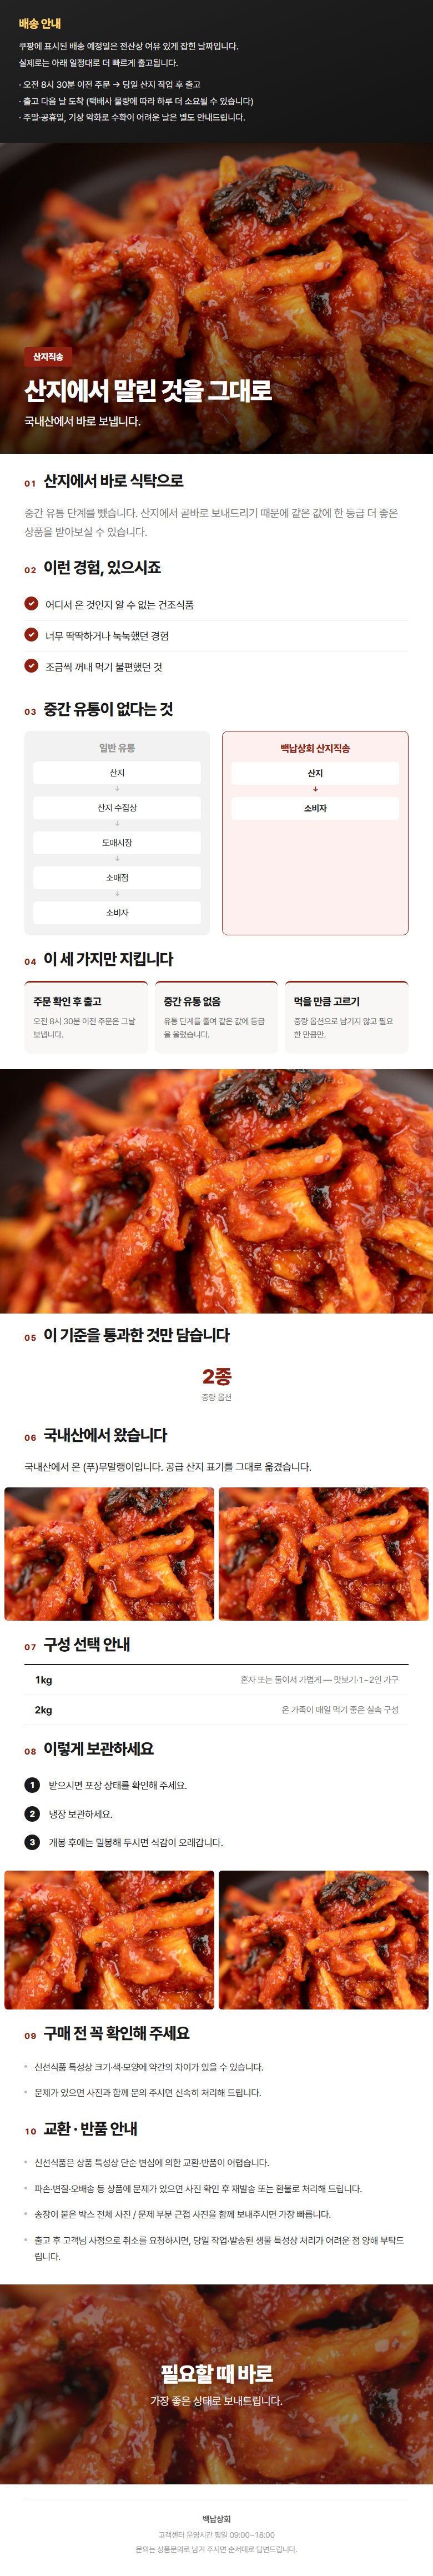 배송 안내
쿠팡에 표시된 배송 예정일은 전산상 여유 있게 잡힌 날짜입니다.
실제로는 아래 일정대로 더 빠르게 출고됩니다.
· 오전 8시 30분 이전 주문 → 당일 산지 작업 후 출고
· 출고 다음 날 도착 (택배사 물량에 따라 하루 더 소요될 수 있습니다)
· 주말·공휴일, 기상 악화로 수확이 어려운 날은 별도 안내드립니다.
산지직송
산지에서 말린 것을 그대로
국내산에서 바로 보냅니다.
01 산지에서 바로 식탁으로
중간 유통 단계를 뺐습니다. 산지에서 곧바로 보내드리기 때문에 같은 값에 한 등급 더 좋은
상품을 받아보실 수 있습니다.
02 이런 경험, 있으시죠
어디서 온 것인지 알 수 없는 건조식품
너무 딱딱하거나 눅눅했던 경험
조금씩 꺼내 먹기 불편했던 것
03 중간 유통이 없다는 것
일반 유통
산지
↓
산지 수집상
↓
도매시장
↓
소매점
↓
소비자
백납상회 산지직송
산지
↓
소비자
04 이 세 가지만 지킵니다
주문 확인 후 출고
오전 8시 30분 이전 주문은 그날
보냅니다.
중간 유통 없음
유통 단계를 줄여 같은 값에 등급
을 올렸습니다.
먹을 만큼 고르기
중량 옵션으로 남기지 않고 필요
한 만큼만.
05 이 기준을 통과한 것만 담습니다
2종
중량 옵션
06 국내산에서 왔습니다
국내산에서 온 (푸)무말랭이입니다. 공급 산지 표기를 그대로 옮겼습니다.
07 구성 선택 안내
1kg 혼자 또는 둘이서 가볍게 — 맛보기·1~2인 가구
2kg 온 가족이 매일 먹기 좋은 실속 구성
08 이렇게 보관하세요
1 받으시면 포장 상태를 확인해 주세요.
2 냉장 보관하세요.
3 개봉 후에는 밀봉해 두시면 식감이 오래갑니다.
09 구매 전 꼭 확인해 주세요
신선식품 특성상 크기·색·모양에 약간의 차이가 있을 수 있습니다.
문제가 있으면 사진과 함께 문의 주시면 신속히 처리해 드립니다.
10 교환 · 반품 안내
신선식품은 상품 특성상 단순 변심에 의한 교환·반품이 어렵습니다.
파손·변질·오배송 등 상품에 문제가 있으면 사진 확인 후 재발송 또는 환불로 처리해 드립니다.
송장이 붙은 박스 전체 사진 / 문제 부분 근접 사진을 함께 보내주시면 가장 빠릅니다.
출고 후 고객님 사정으로 취소를 요청하시면, 당일 작업·발송된 생물 특성상 처리가 어려운 점 양해 부탁드
립니다.
필요할 때 바로
가장 좋은 상태로 보내드립니다.
백납상회
고객센터 운영시간 평일 09:00~18:00
문의는 상품문의로 남겨 주시면 순서대로 답변드립니다.